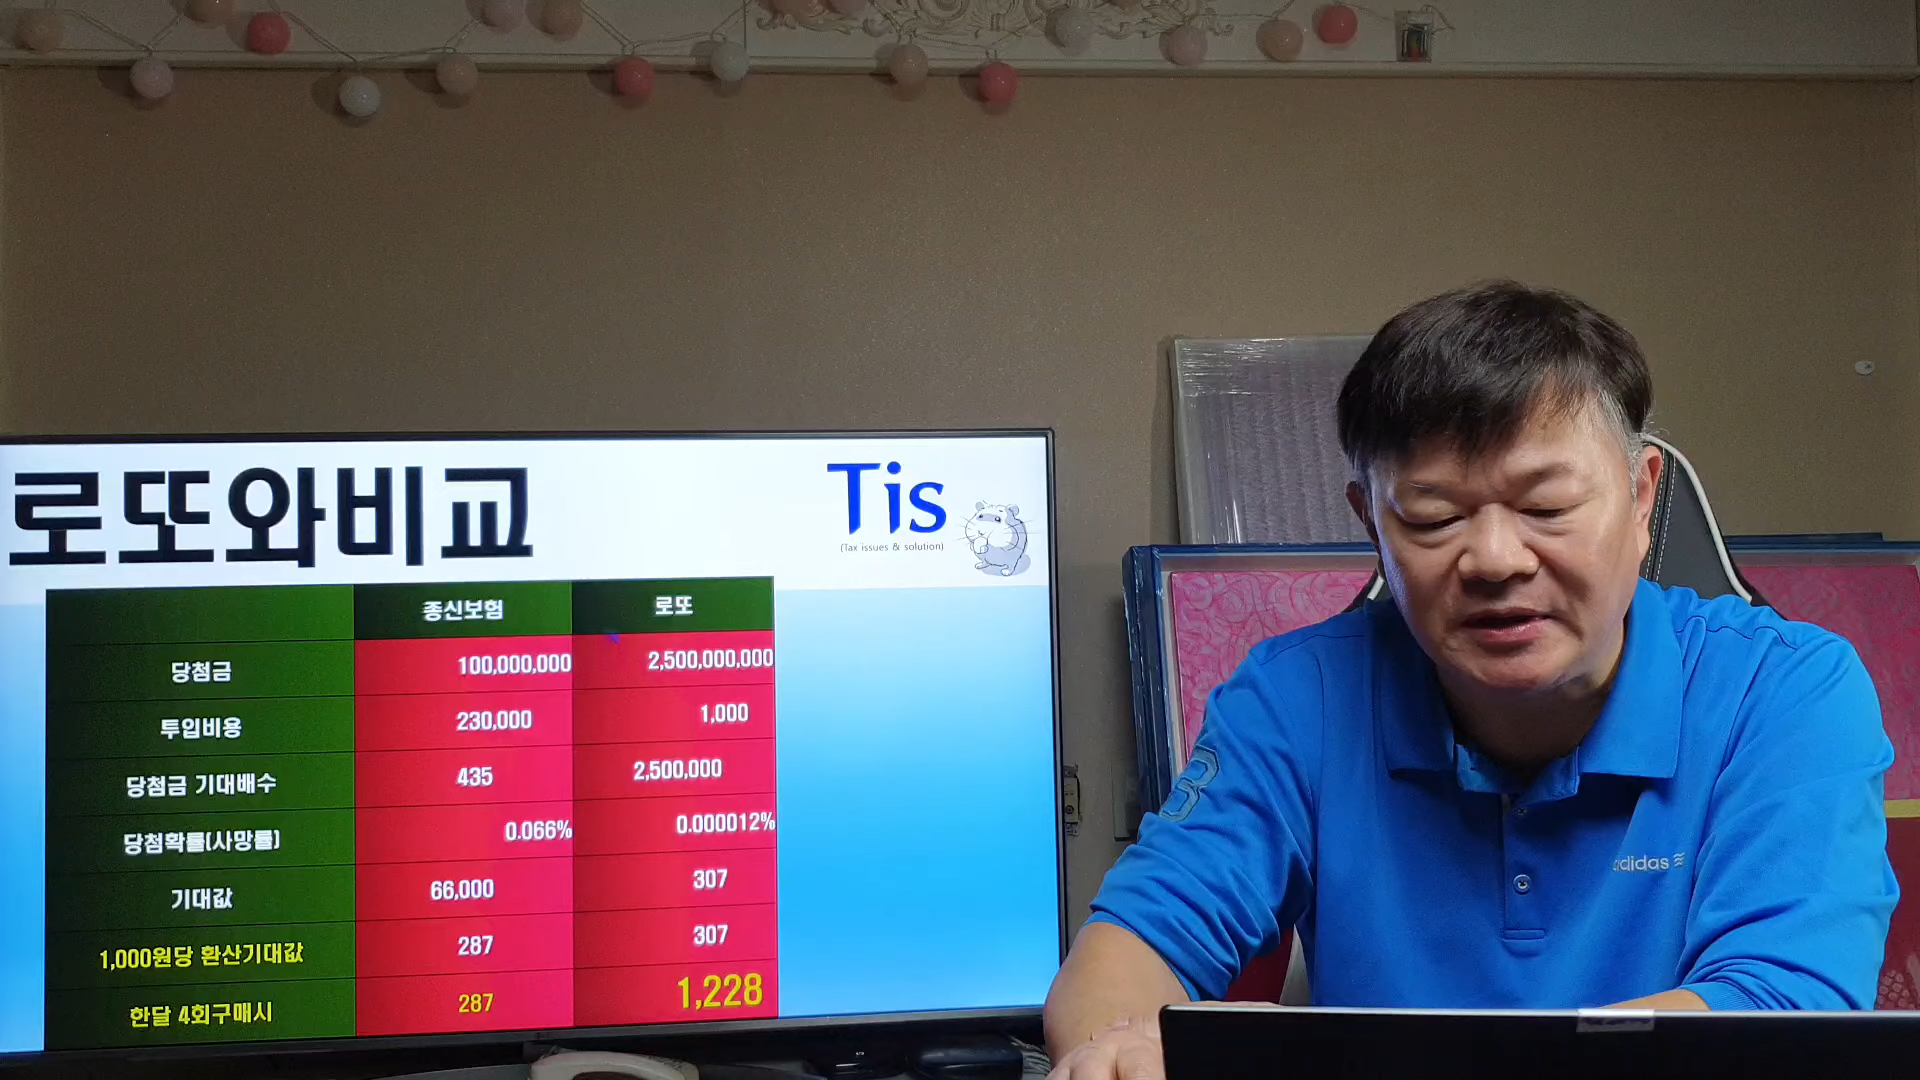 로또와비교
Tis
(Tax issues & solution)
종신보험 로또
당첨금 100,000,000 2,500,000,000
투입비용 230,000 1,000
당첨금 기대배수 435 2,500,000
당첨확률(사망률) 0.066% 0.000012%
기대값 66,000 307
1,000원당 환산기대값 287 307
한달 4회구매시 287 1,228
3
adidas